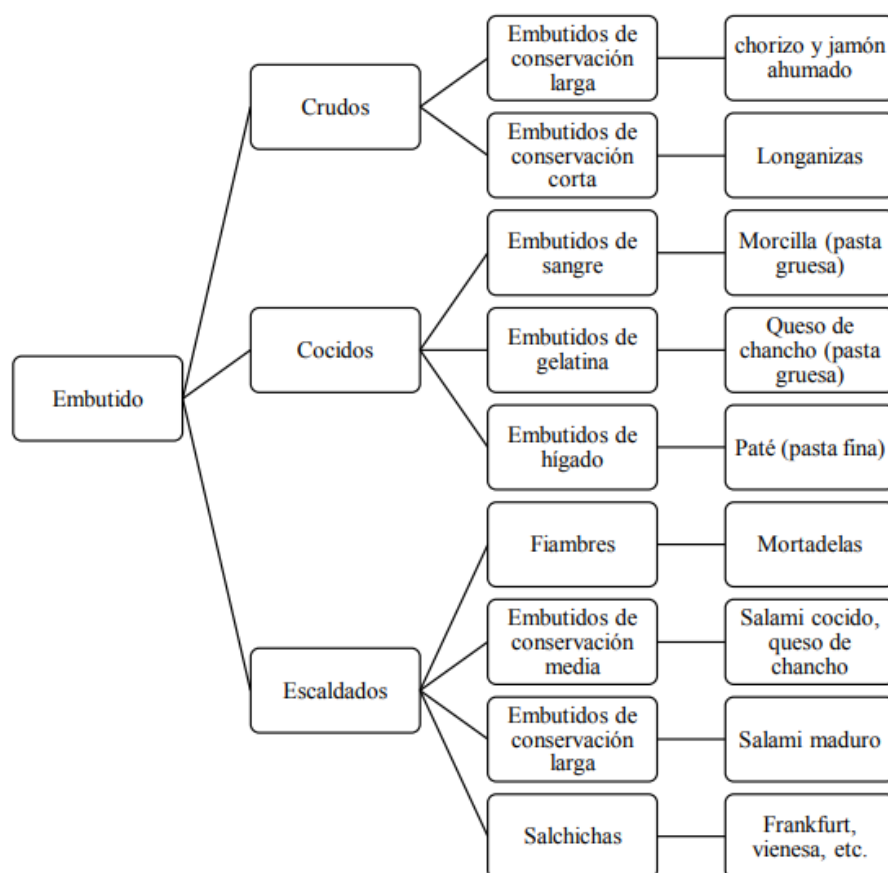 Embutido
Crudos
Embutidos de
conservación
larga
chorizo y jamón
ahumado
Embutidos de
conservación
corta
Longanizas
Cocidos
Embutidos de
sangre
Morcilla (pasta
gruesa)
Embutidos de
gelatina
Queso de
chancho (pasta
gruesa)
Embutidos de
hígado
Paté (pasta fina)
Escaldados
Fiambres
Mortadelas
Embutidos de
conservación
media
Salami cocido,
queso de
chancho
Embutidos de
conservación
larga
Salami maduro
Salchichas
Frankfurt,
vienesa, etc.